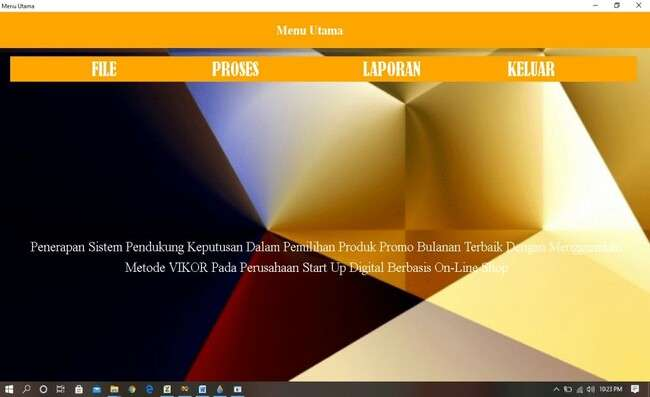 Menu Utama
Menu Utama
FILE PROSES LAPORAN KELUAR
Penerapan Sistem Pendukung Keputusan Dalam Pemilihan Produk Promo Bulanan Terbaik Dengan Menggunakan
Metode VIKOR Pada Perusahaan Start Up Digital Berbasis On-Line Shop
10:23 PM